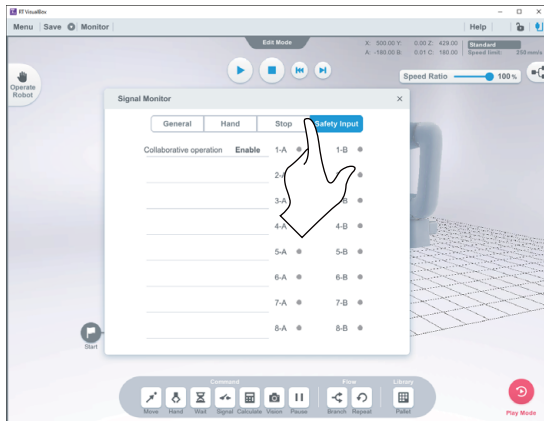 RT VisualBox
Menu Save Monitor Help
Edit Mode
X: 500.00 Y: 0.00 Z: 429.00 Standard
A: -180.00 B: 0.01 C: 180.00 Speed limit: 250 mm/s
Operate
Robot
Speed Ratio 100 %
Signal Monitor
General Hand Stop Safety Input
Collaborative operation Enable 1-A 1-B
2-A
3-A
4-A 4-B
5-A 5-B
6-A 6-B
7-A 7-B
8-A 8-B
Start
Command Flow Library
Move Hand Wait Signal Calculate Vision Pause Branch Repeat Pallet
Play Mode